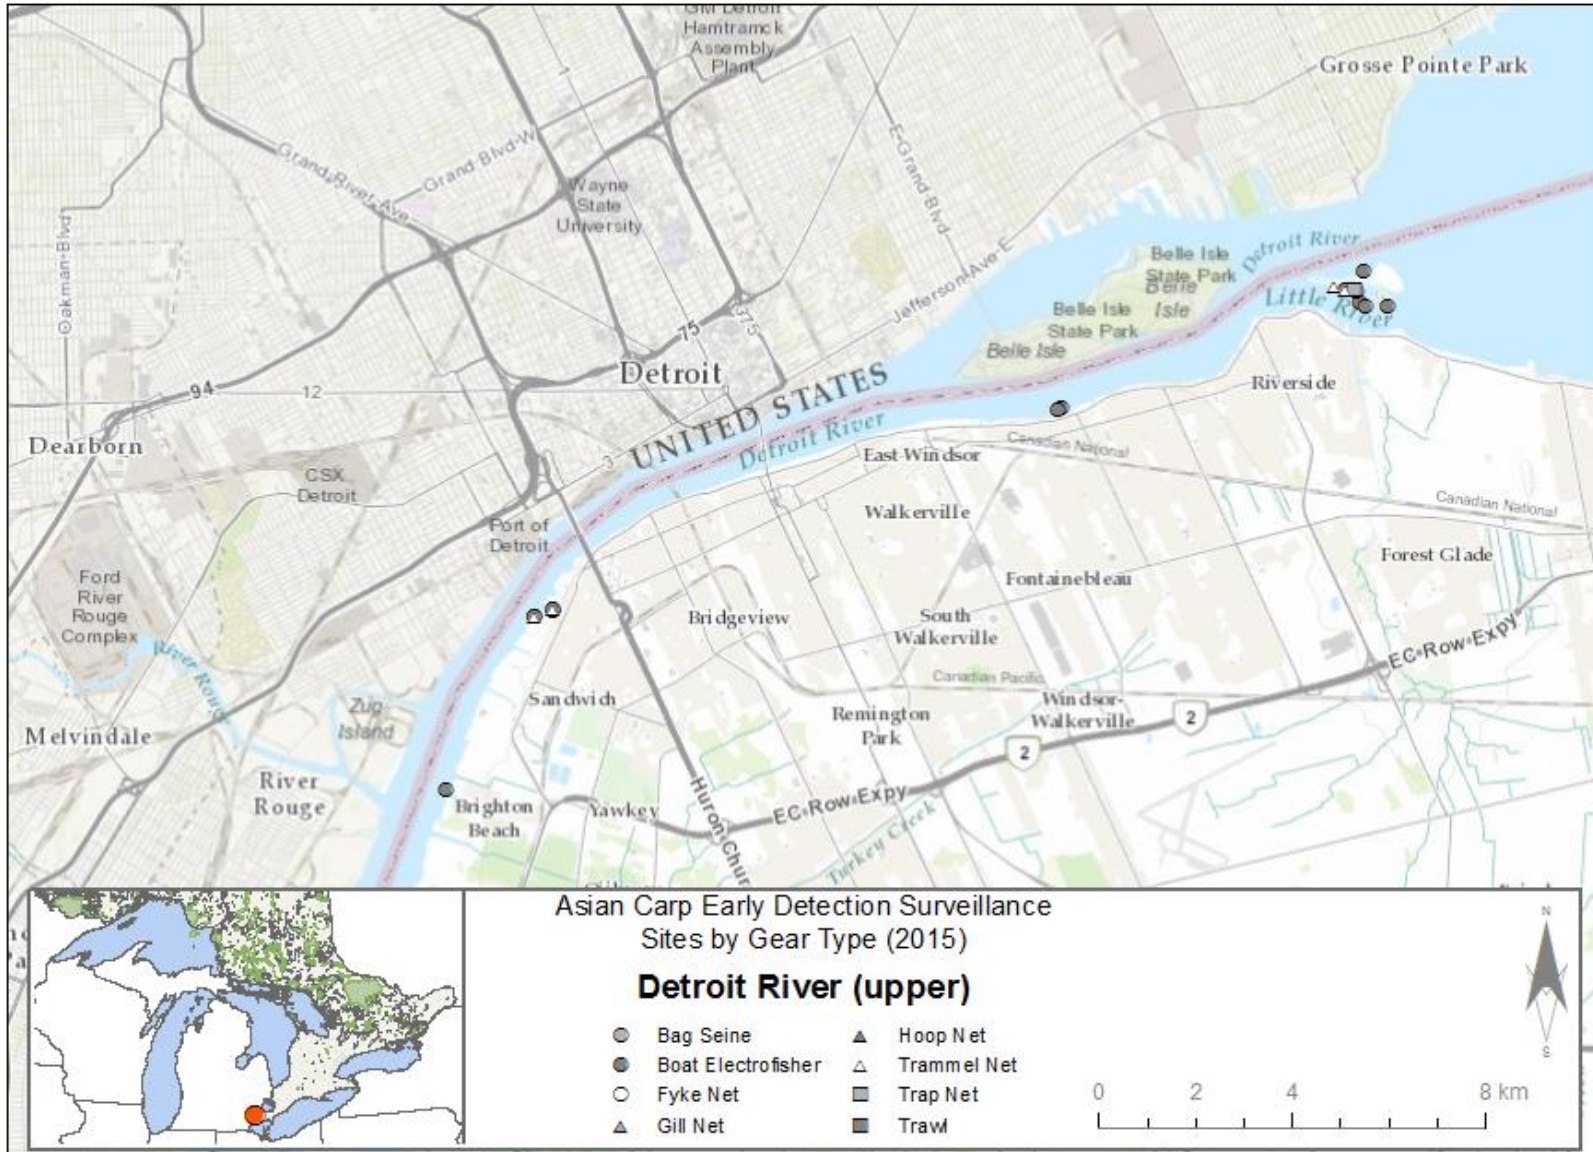 GM Detroit
Hamtramck
Assembly
Plant
Grosse Pointe Park
1
Grand Blvd W
E Grand Blvd
Grand River Ave
Oakman Blvd
Wayne
State
University
Belle Isle
State Park
Belle
Isle
Detroit River
Jefferson Ave E
Little River
Belle Isle
State Park
Belle Isle
375
75
Detroit
94
12
UNITED STATES
Detroit River
Riverside
Dearborn
3
East Windsor
Canadian National
CSX
Detroit
Canadian National
Walkerville
Port of
Detroit
Forest Glade
Ford
River
Rouge
Complex
Fontainebleau
Bridgeview
South
Walkerville
EC Row Expy
River Rouge
Canadian Pacific
Sandwich
Zug
Island
Windsor-
Walkerville
Remington
Park
2
2
Melvindale
River
Rouge
Brighton
Beach
Yawkey
Huron Chur
EC Row Expy
Turkey Creek
Asian Carp Early Detection Surveillance
Sites by Gear Type (2015)
Detroit River (upper)
Bag Seine
Hoop Net
Boat Electrofisher
Trammel Net
Fyke Net
Trap Net
Gill Net
Trawl
0 2 4 8 km
N
S